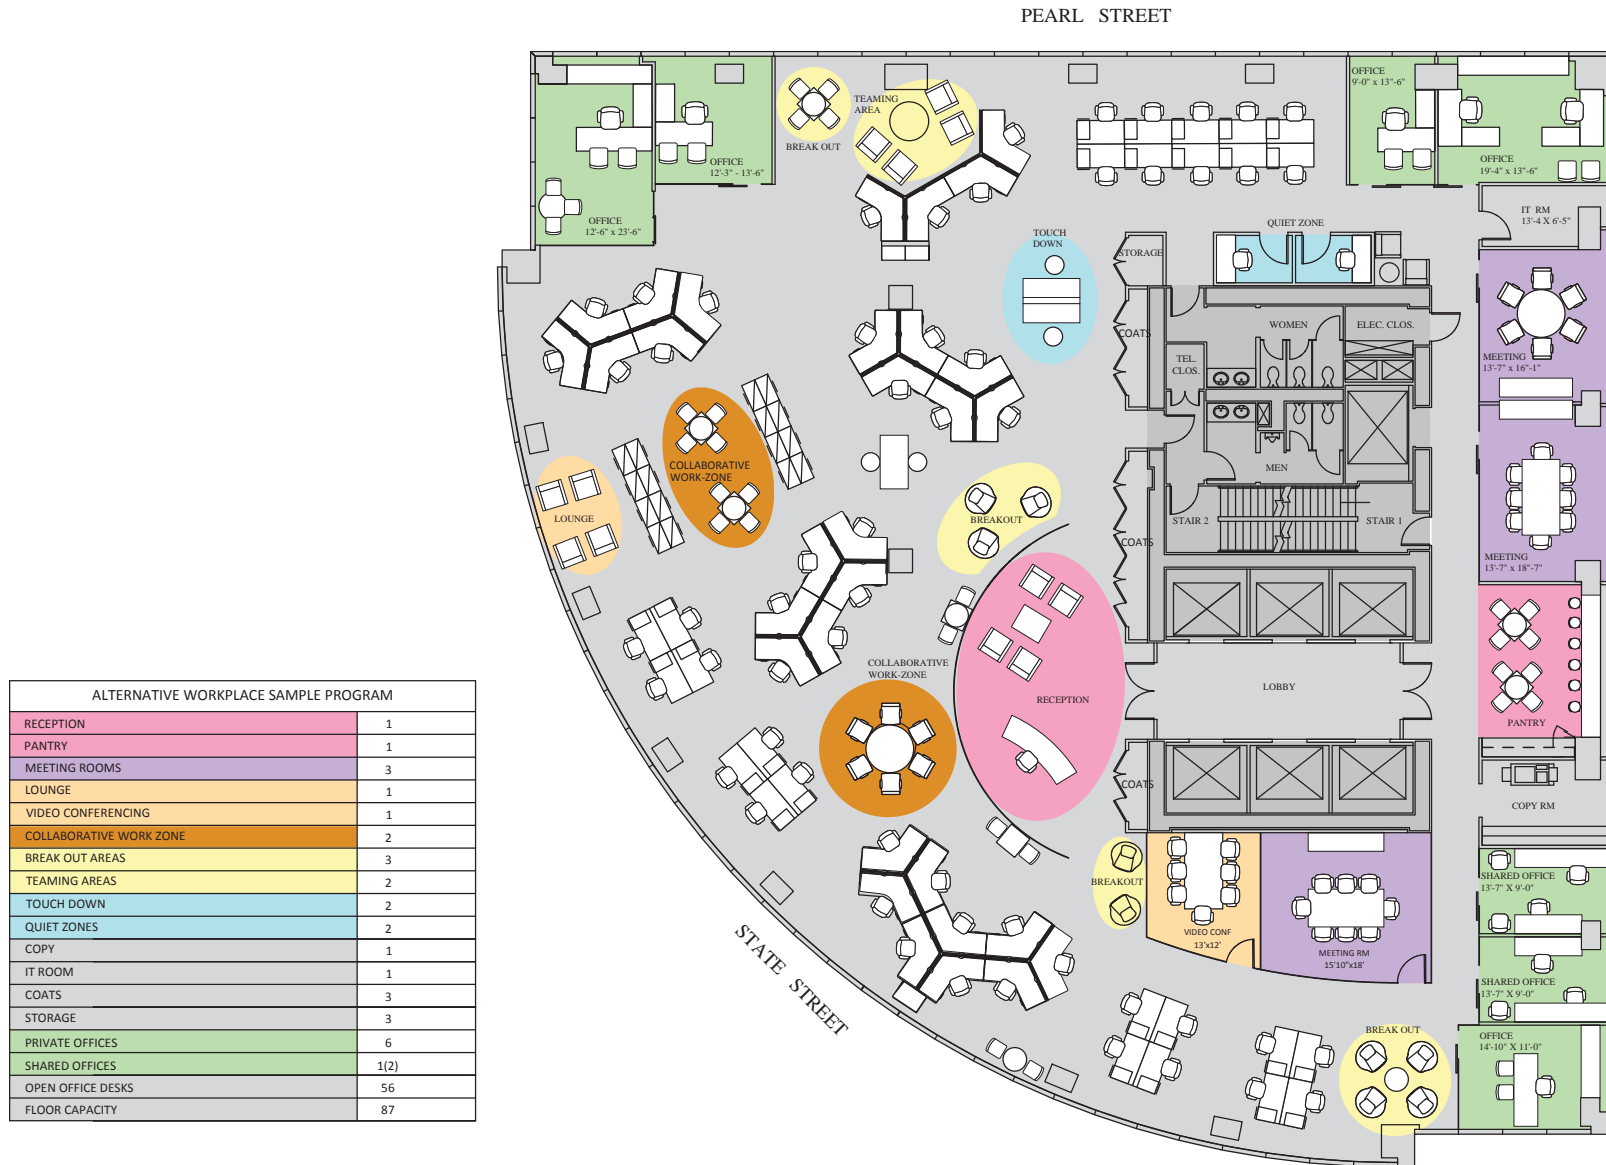 PEARL STREET
OFFICE
9'-0" x 13"-6"
TEAMING
AREA
BREAK OUT
OFFICE
12'-3" - 13'-6"
OFFICE
19'-4" x 13"-6"
OFFICE
12'-6" x 23'-6"
IT RM
13'-4 X 6'-5"
QUIET ZONE
TOUCH
DOWN
STORAGE
COATS
WOMEN
ELEC. CLOS.
TEL.
CLOS.
MEETING
13'-7" x 16"-1"
COLLABORATIVE
WORK-ZONE
MEN
LOUNGE
BREAKOUT
STAIR 2
STAIR 1
COATS
MEETING
13'-7" x 18"-7"
COLLABORATIVE
WORK-ZONE
RECEPTION
LOBBY
PANTRY
COATS
COPY RM
BREAKOUT
SHARED OFFICE
13'-7" X 9'-0"
VIDEO CONF
13'x12'
MEETING RM
15'10"x18'
SHARED OFFICE
13'-7" X 9'-0"
STATE STREET
BREAK OUT
OFFICE
14'-10" X 11'-0"
ALTERNATIVE WORKPLACE SAMPLE PROGRAM
RECEPTION 1
PANTRY 1
MEETING ROOMS 3
LOUNGE 1
VIDEO CONFERENCING 1
COLLABORATIVE WORK ZONE 2
BREAK OUT AREAS 3
TEAMING AREAS 2
TOUCH DOWN 2
QUIET ZONES 2
COPY 1
IT ROOM 1
COATS 3
STORAGE 3
PRIVATE OFFICES 6
SHARED OFFICES 1(2)
OPEN OFFICE DESKS 56
FLOOR CAPACITY 87